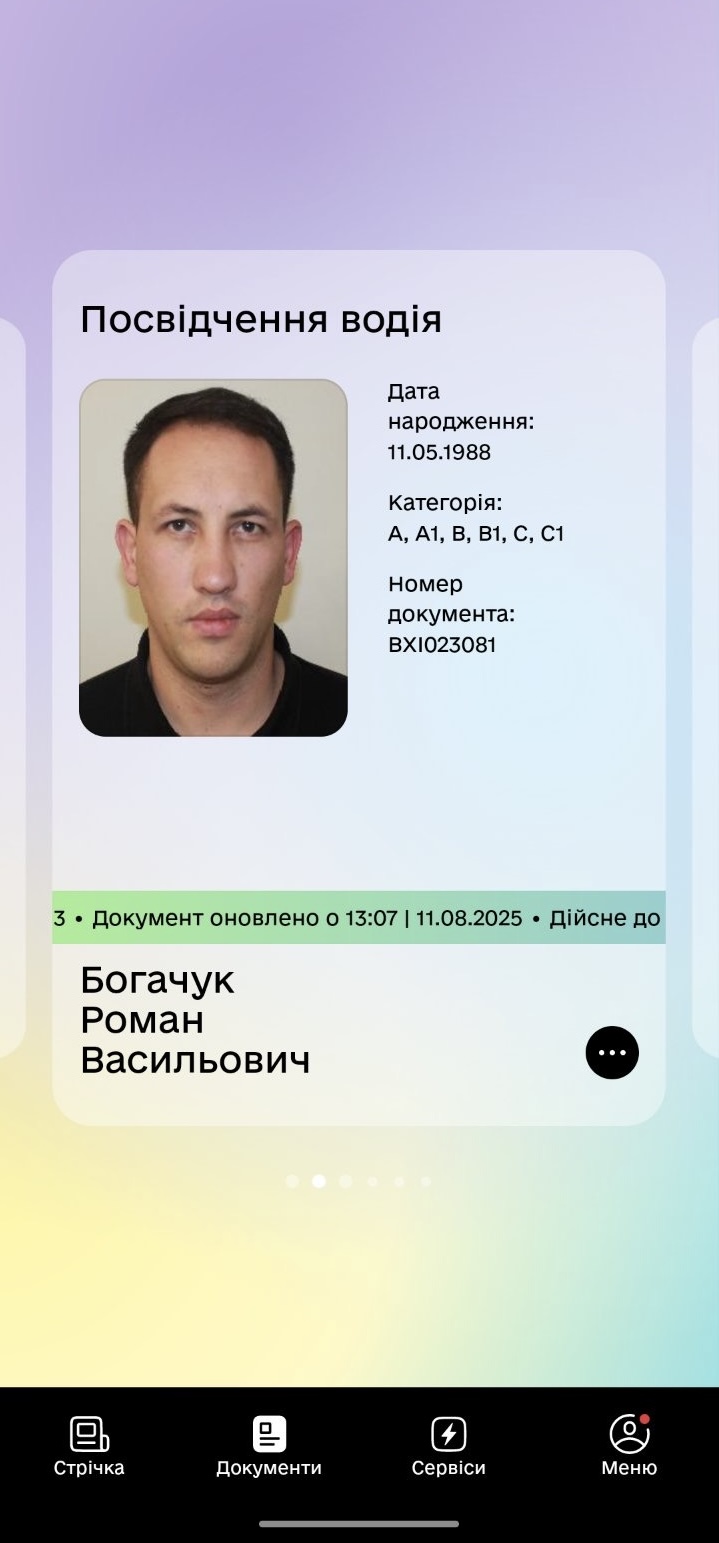 Посвідчення водія
Дата
народження:
11.05.1988
Категорія:
A, A1, B, B1, C, C1
Номер
документа:
BXI023081
3 • Документ оновлено о 13:07 | 11.08.2025 • Дійсне до
Богачук
Роман
Васильович
Стрічка
Документи
Сервіси
Меню